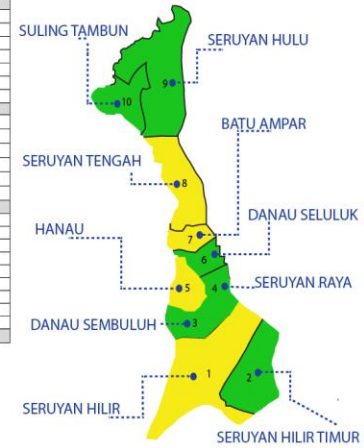 SULING TAMBUN
SERUYAN HULU
9
10
BATU AMPAR
SERUYAN TENGAH
8
DANAU SELULUK
HANAU
7
6
5
4
SERUYAN RAYA
DANAU SEMBULUH
3
1
2
SERUYAN HILIR
SERUYAN HILIR TIMUR